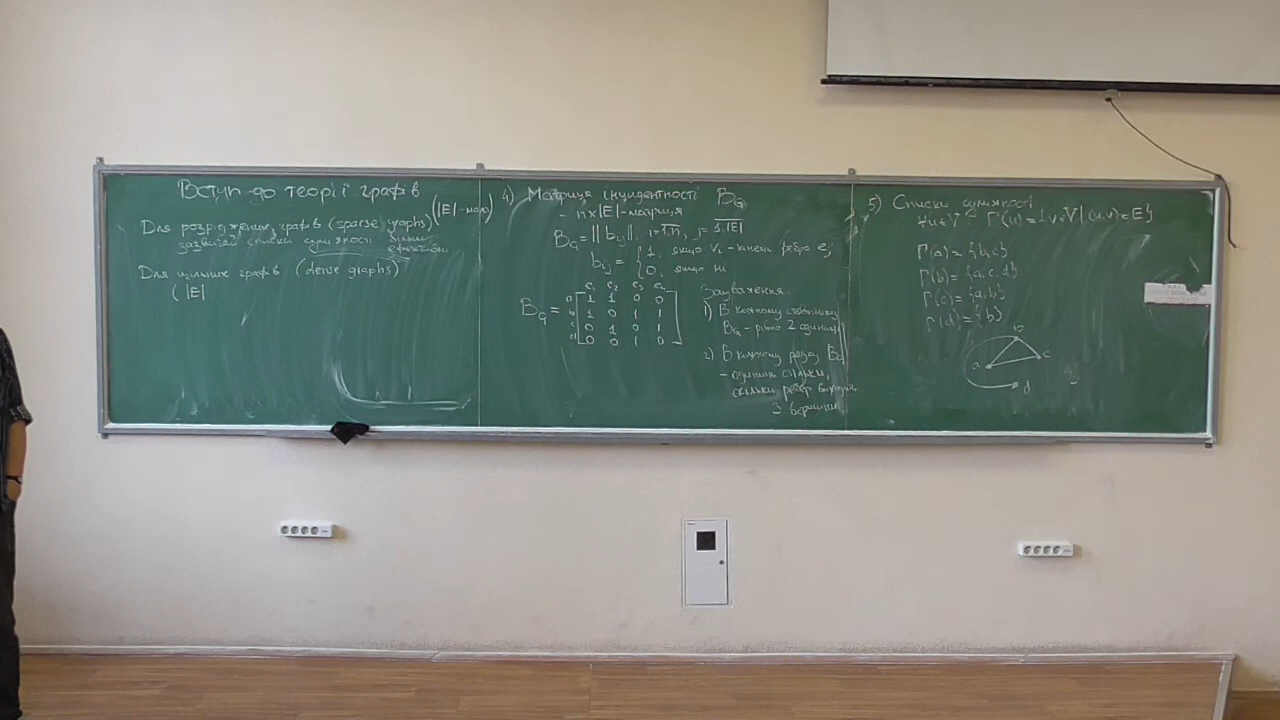 Вступ до теорії графів
Для розріджених графів (sparse graphs) (|E| - мало)
зазвичай списки суміжності більш ефективні
Для щільних графів (dense graphs)
(|E|
4) Матриця інцидентності B_G
- n×|E| - матриця
B_G = || b_ij ||, i=1,n, j=1,|E|
b_ij = { 1, якщо v_i - кінець ребра e_j
0, якщо ні
e₁ e₂ e₃ e₄
B_G =
a 1 1 0 0
b 1 0 1 1
c 0 1 0 1
d 0 0 1 0
Зауваження.
1) В кожному стовпчику
B_G - рівно 2 одиниці
2) В кожному рядку B_G
- одиниць стільки,
скільки ребер виходить
з вершини
5) Списки суміжності
∀u∈V: Γ(u) = {v∈V | (u,v)∈E}
Γ(a) = {b,c}
Γ(b) = {a,c,d}
Γ(c) = {a,b}
Γ(d) = {b}
b
a
c
d